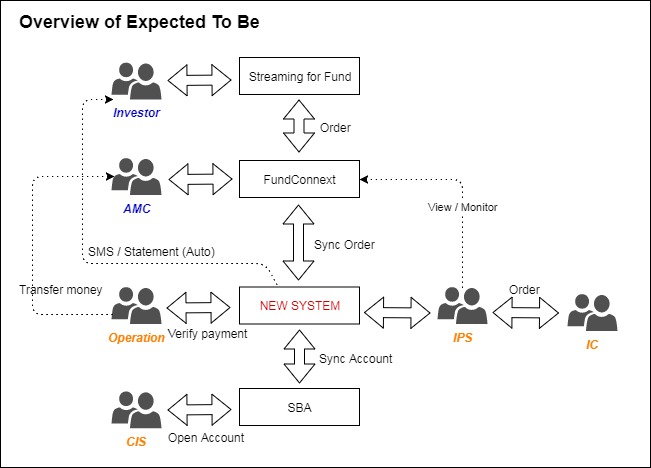 Overview of Expected To Be
Streaming for Fund
Investor
Order
FundConnext
AMC
View / Monitor
Sync Order
SMS / Statement (Auto)
Transfer money
Order
NEW SYSTEM
Operation
Verify payment
IPS
IC
Sync Account
SBA
CIS
Open Account